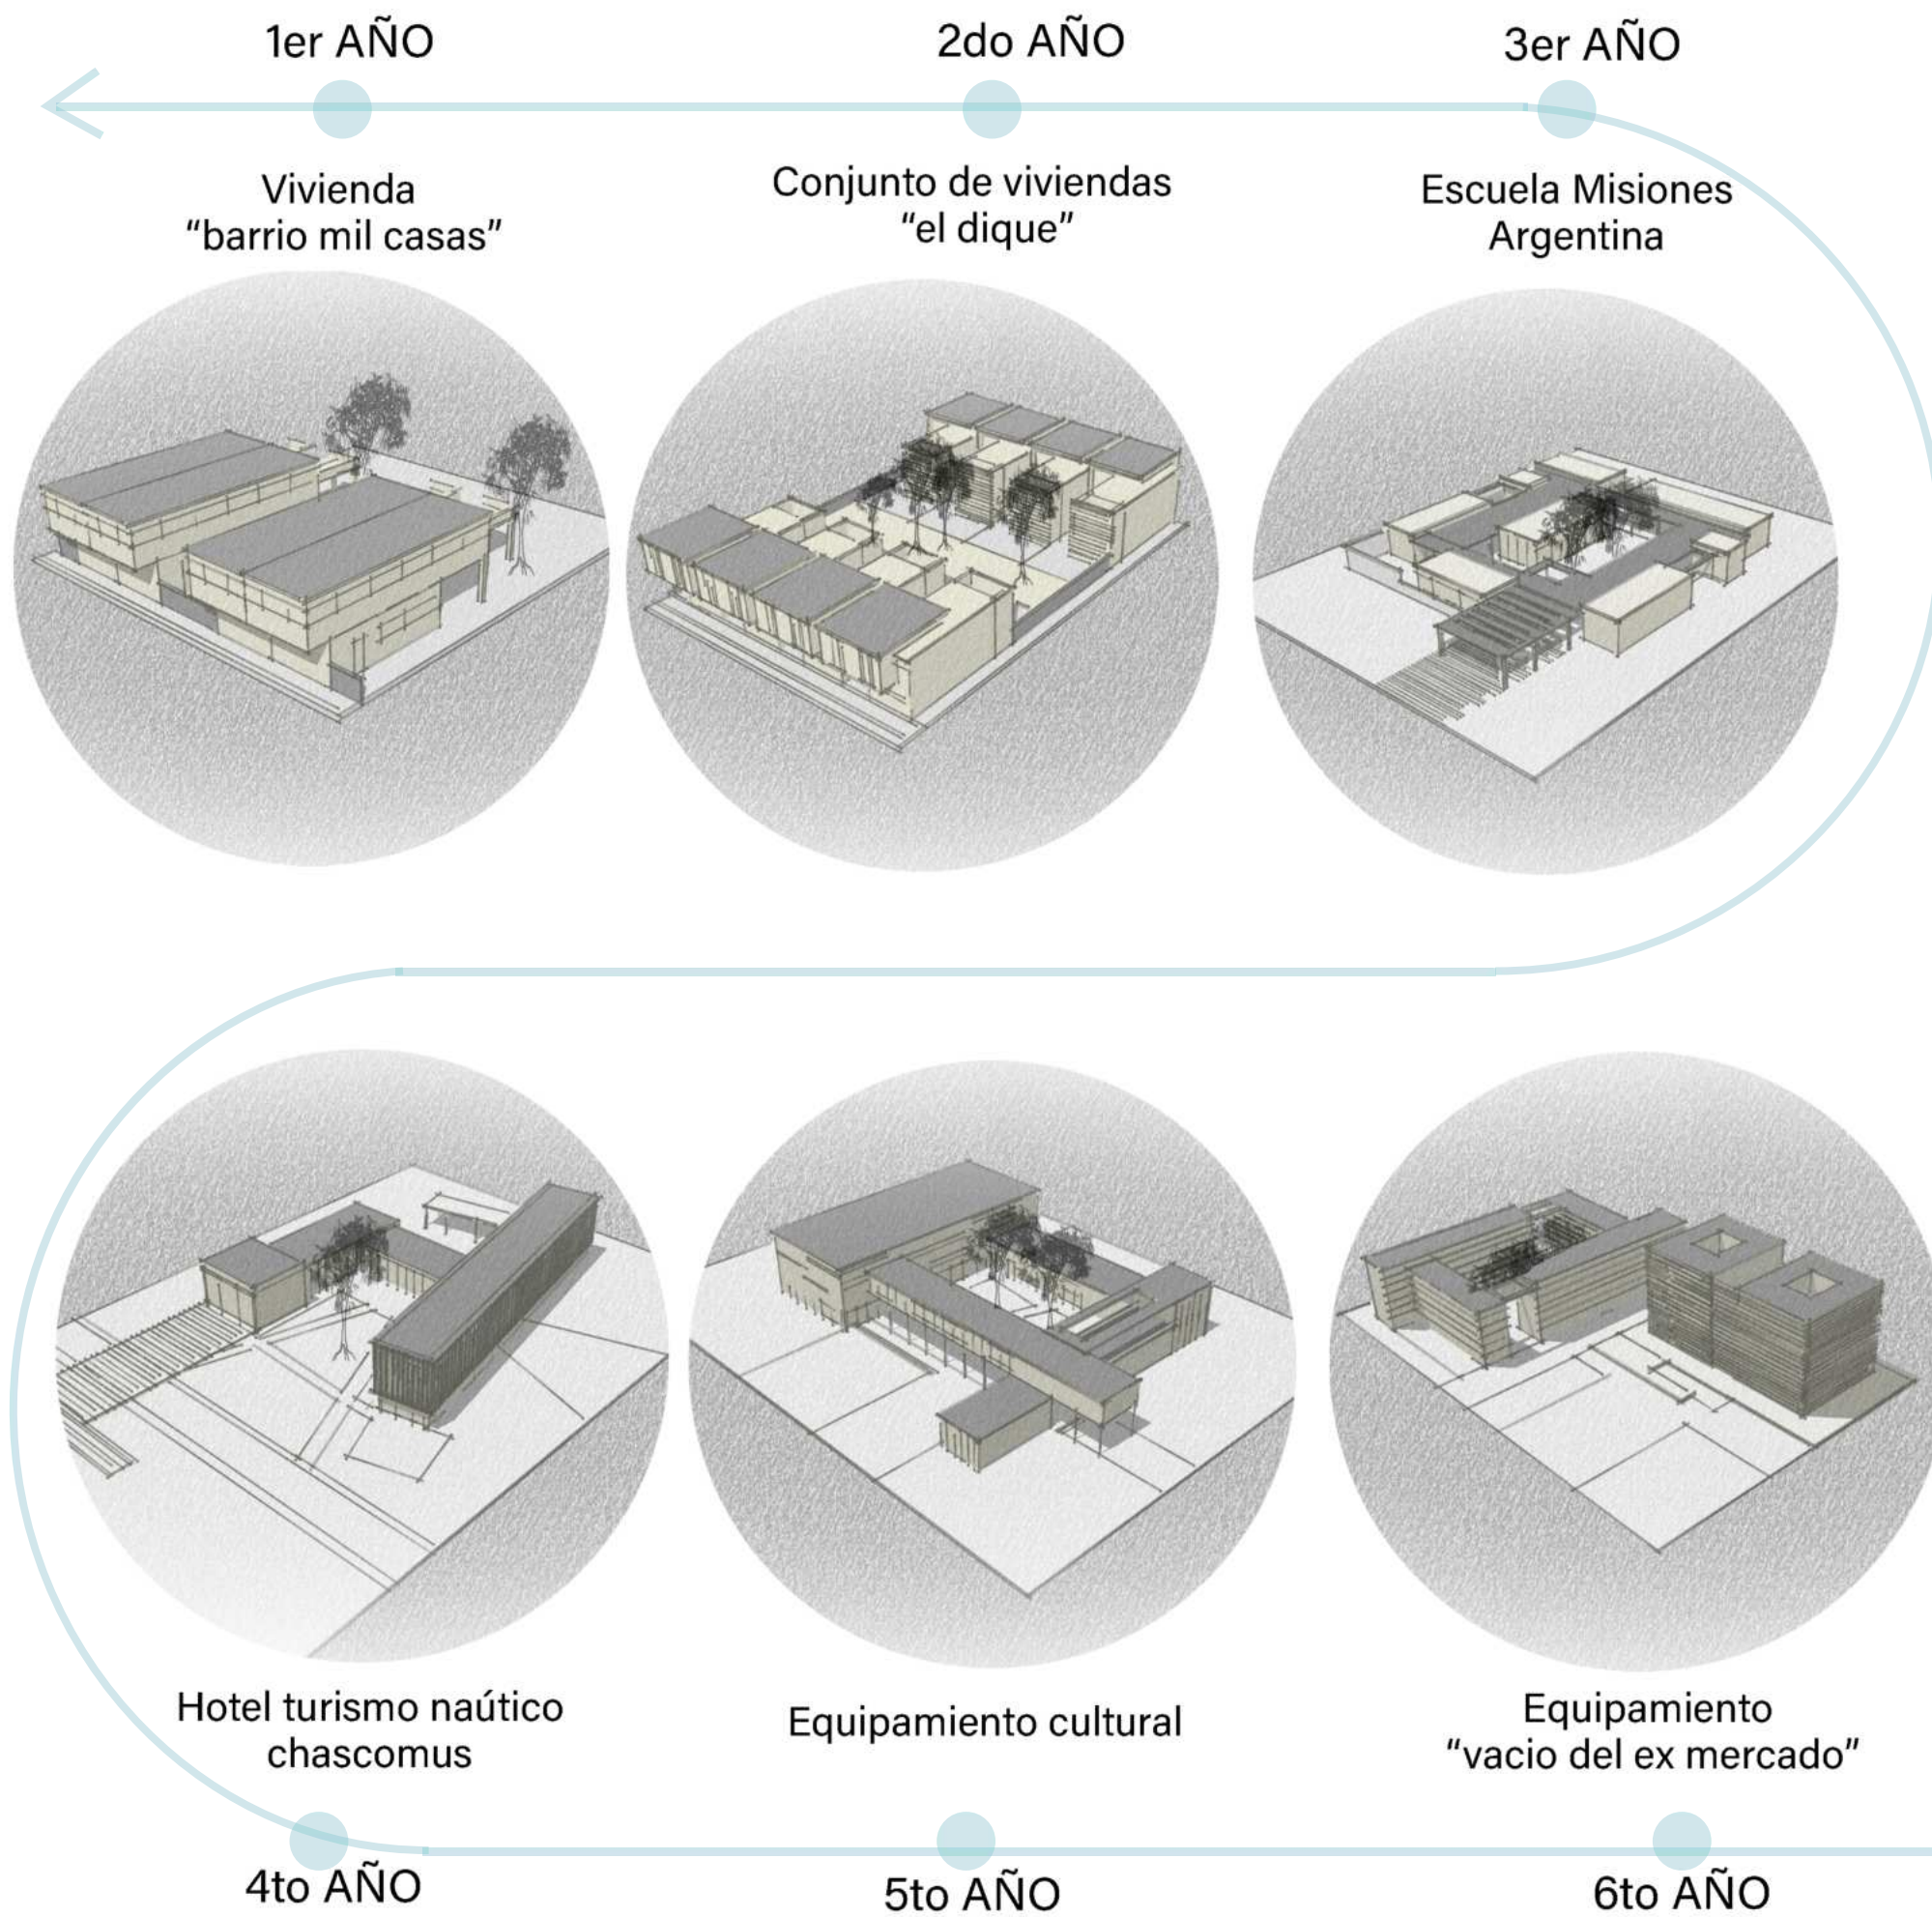 1er AÑO
2do AÑO
3er AÑO
Vivienda
“barrio mil casas”
Conjunto de viviendas
“el dique”
Escuela Misiones
Argentina
Hotel turismo naútico
chascomus
Equipamiento cultural
Equipamiento
“vacio del ex mercado”
4to AÑO
5to AÑO
6to AÑO